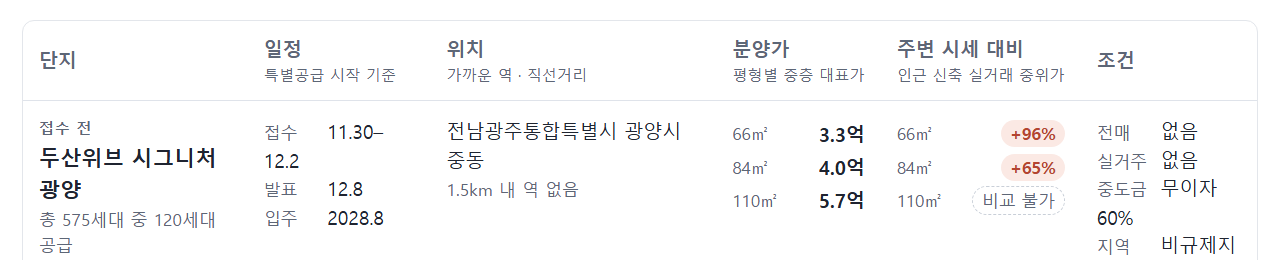 단지
일정
특별공급 시작 기준
위치
가까운 역 · 직선거리
분양가
평형별 중층 대표가
주변 시세 대비
인근 신축 실거래 중위가
조건
접수 전
두산위브 시그니처
광양
총 575세대 중 120세대
공급
접수 11.30–
12.2
발표 12.8
입주 2028.8
전남광주통합특별시 광양시
중동
1.5km 내 역 없음
66㎡ 3.3억
84㎡ 4.0억
110㎡ 5.7억
66㎡ +96%
84㎡ +65%
110㎡ 비교 불가
전매 없음
실거주 없음
중도금 무이자
60%
지역 비규제지